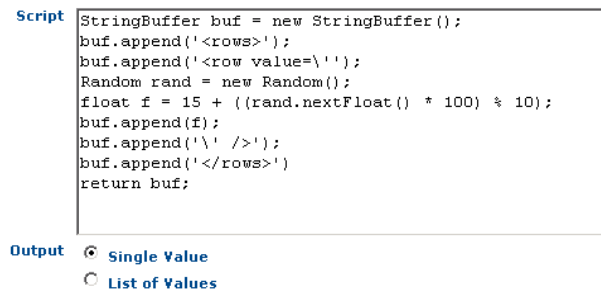 Script
StringBuffer buf = new StringBuffer();
buf.append('<rows>');
buf.append('<row value=\'');
Random rand = new Random();
float f = 15 + ((rand.nextFloat() * 100) % 10);
buf.append(f);
buf.append('\' />');
buf.append('</rows>')
return buf;
Output
Single Value
List of Values